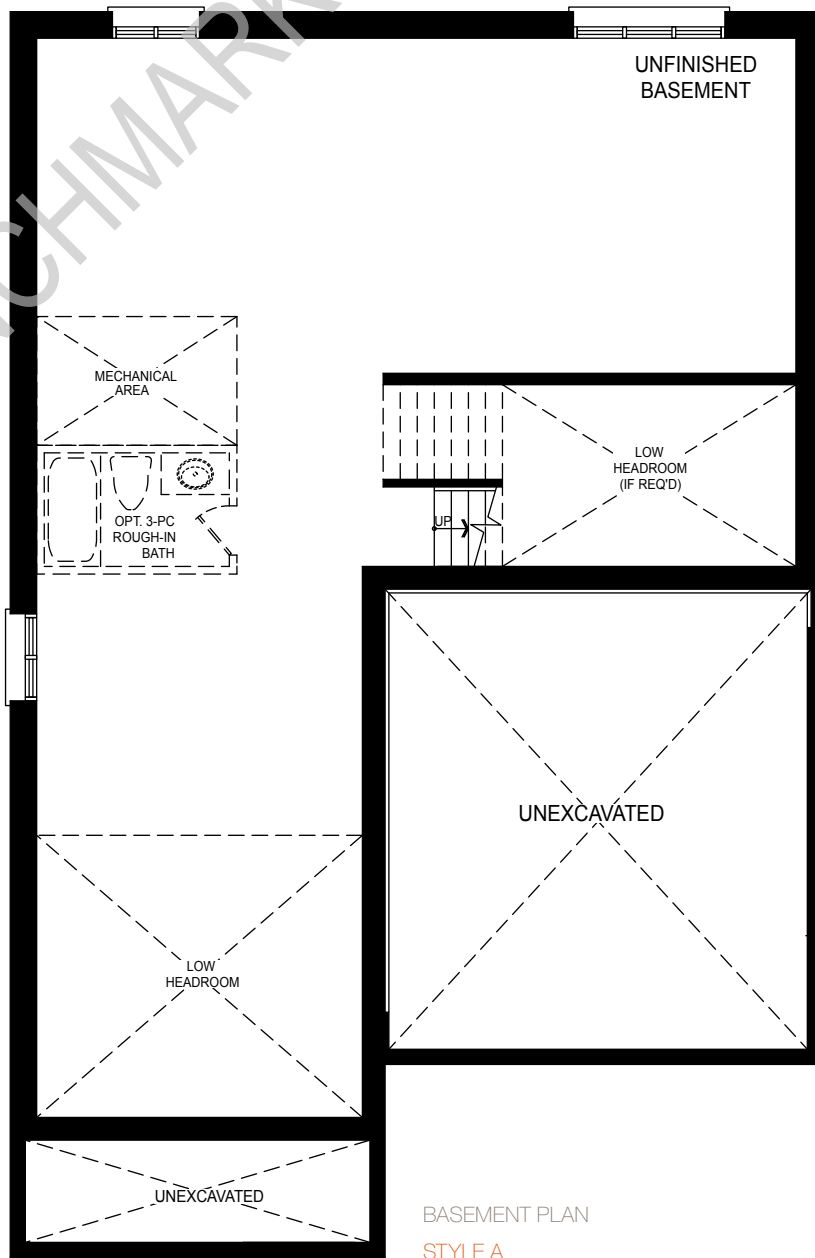 UNFINISHED
BASEMENT
MECHANICAL
AREA
LOW
HEADROOM
(IF REQ'D)
OPT. 3-PC
ROUGH-IN
BATH
UP
UNEXCAVATED
LOW
HEADROOM
UNEXCAVATED
BASEMENT PLAN
STYLE A